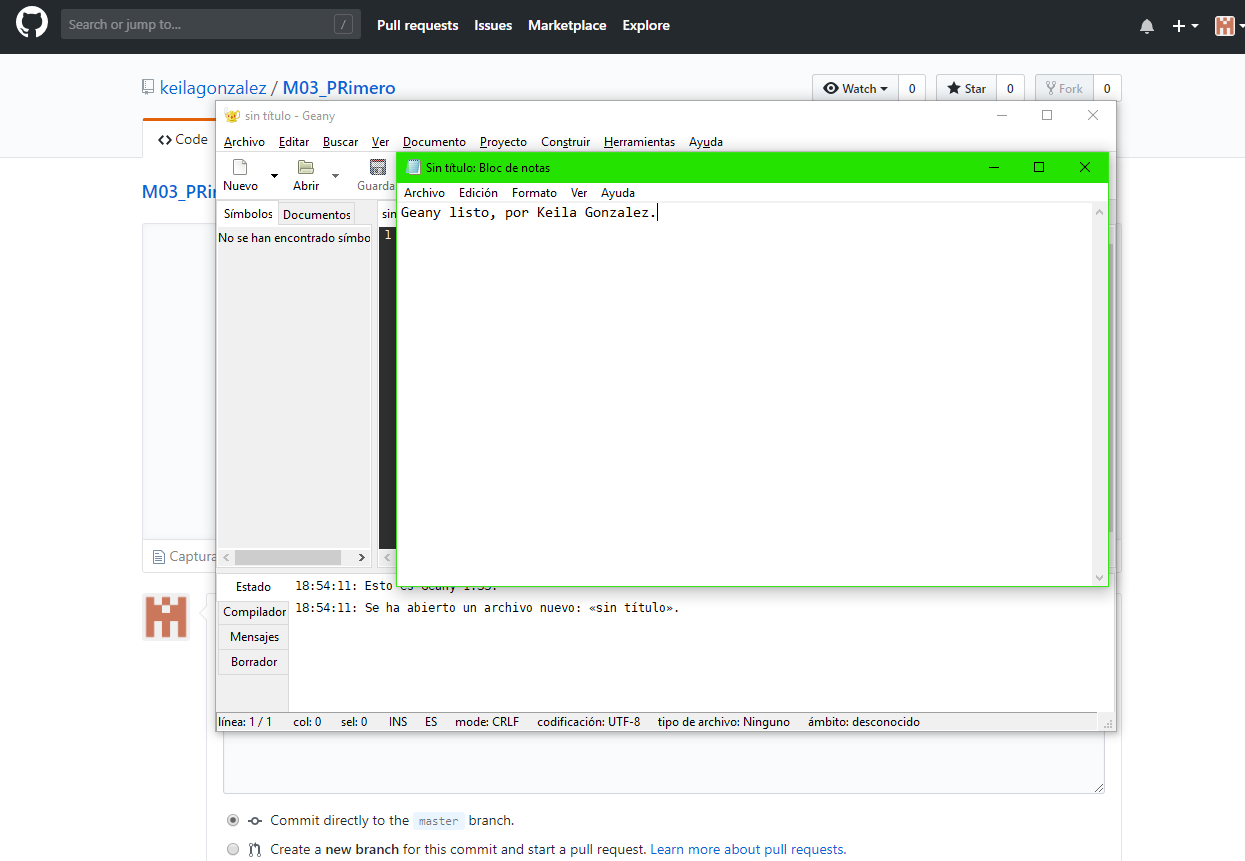 Search or jump to... /
Pull requests Issues Marketplace Explore
keilagonzalez / M03_PRimero
Watch 0 Star 0 Fork 0
Code
M03_PRi
Captura
sin título - Geany
Archivo Editar Buscar Ver Documento Proyecto Construir Herramientas Ayuda
Nuevo Abrir Guarda
Símbolos Documentos sin
No se han encontrado símbo
1
Sin título: Bloc de notas
Archivo Edición Formato Ver Ayuda
Geany listo, por Keila Gonzalez.
Estado
Compilador
Mensajes
Borrador
18:54:11: Esto es Geany 1.33.
18:54:11: Se ha abierto un archivo nuevo: «sin título».
línea: 1 / 1 col: 0 sel: 0 INS ES mode: CRLF codificación: UTF-8 tipo de archivo: Ninguno ámbito: desconocido
Commit directly to the master branch.
Create a new branch for this commit and start a pull request. Learn more about pull requests.